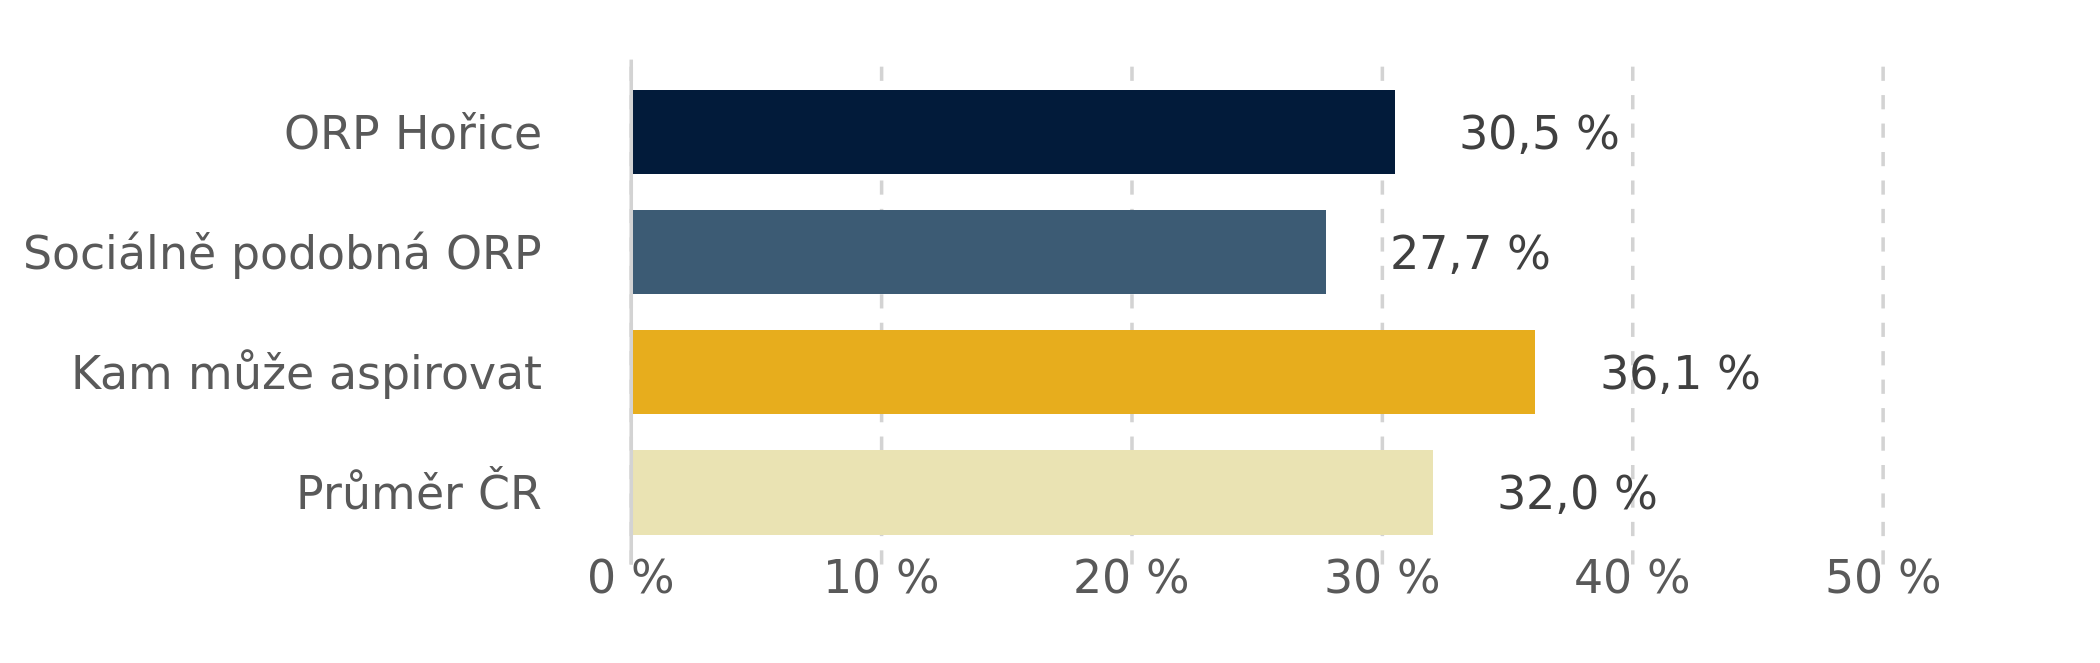 ORP Hořice 30,5 %
Sociálně podobná ORP 27,7 %
Kam může aspirovat 36,1 %
Průměr ČR 32,0 %
0 % 10 % 20 % 30 % 40 % 50 %